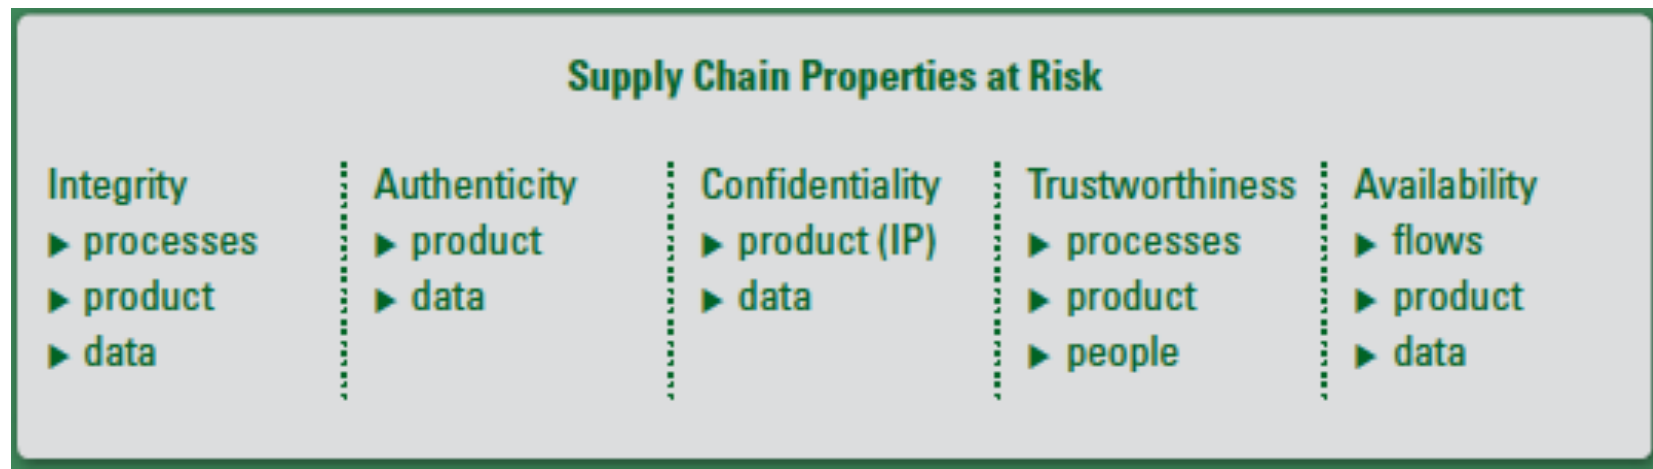 Supply Chain Properties at Risk
Integrity
▶ processes
▶ product
▶ data
Authenticity
▶ product
▶ data
Confidentiality
▶ product (IP)
▶ data
Trustworthiness
▶ processes
▶ product
▶ people
Availability
▶ flows
▶ product
▶ data